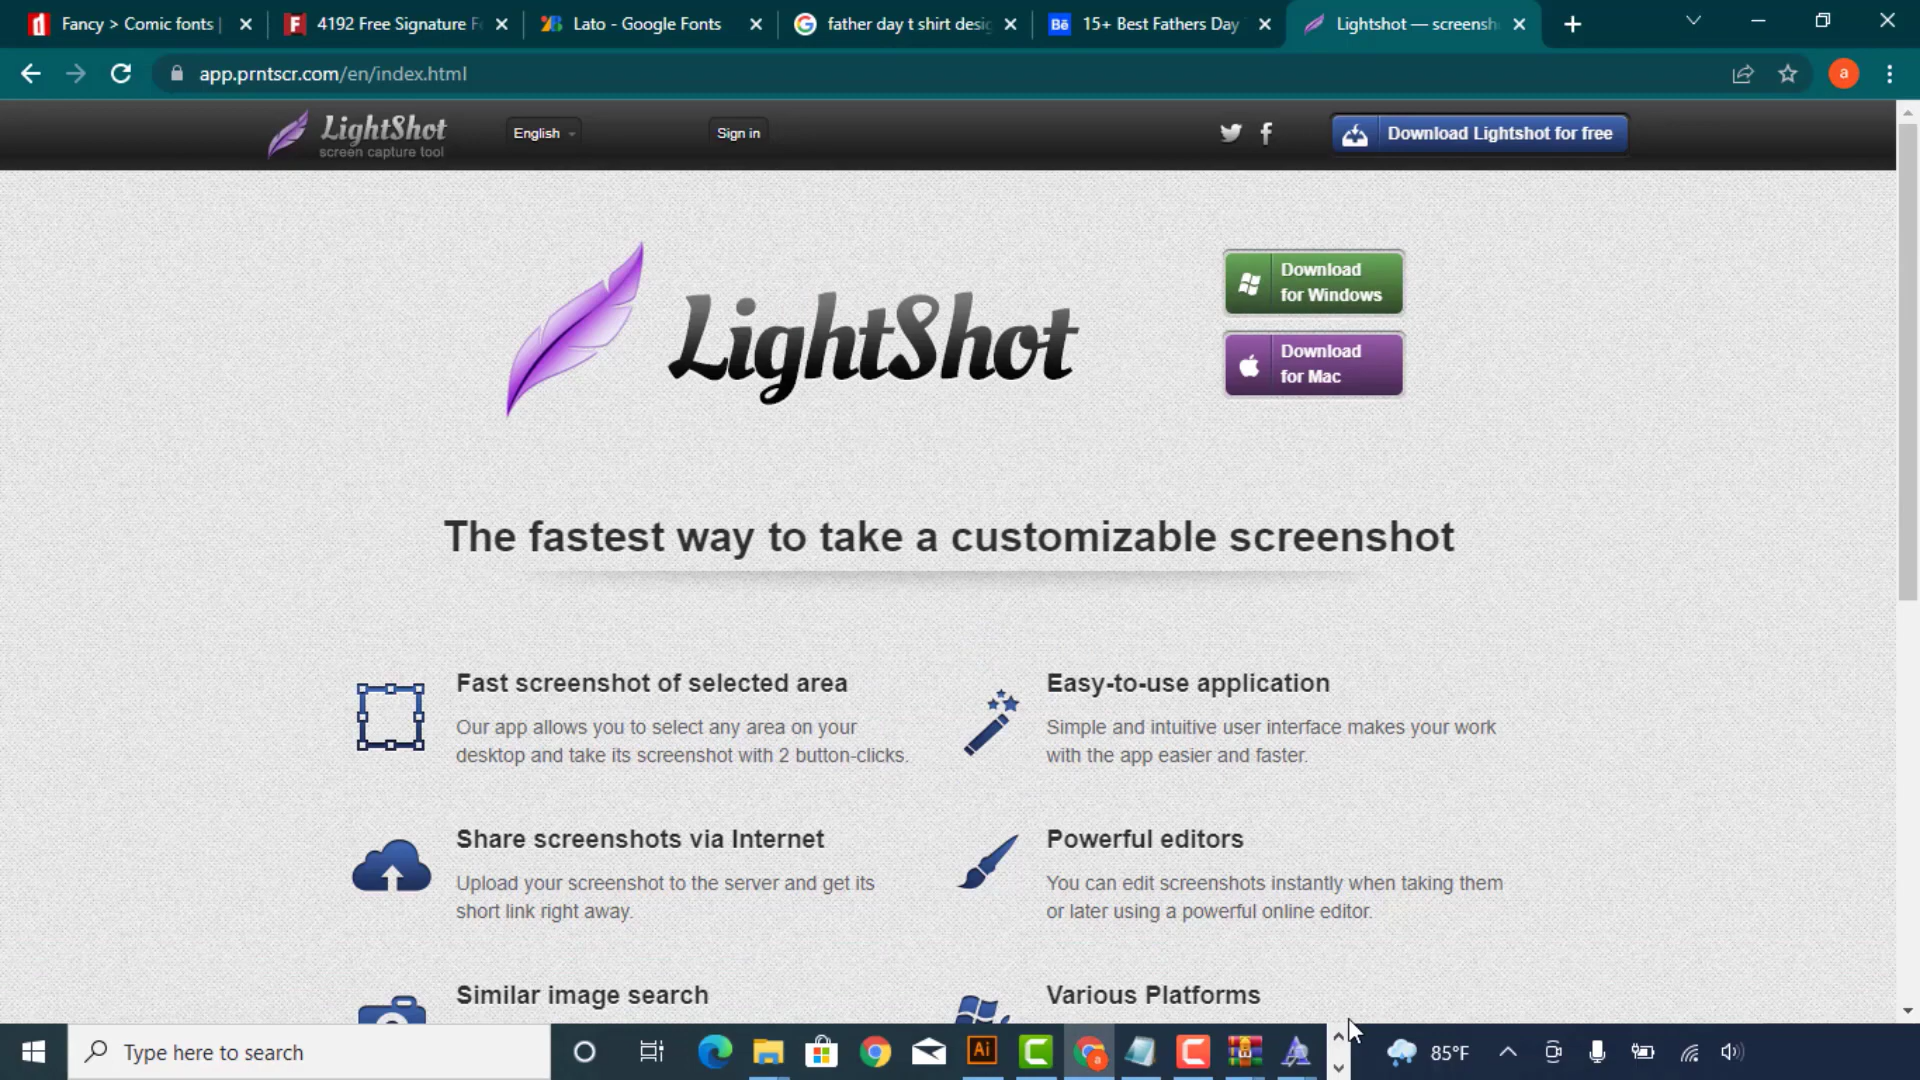 Fancy > Comic fonts |
4192 Free Signature F
Lato - Google Fonts
father day t shirt desig
Bē 15+ Best Fathers Day
Lightshot — screensh
app.prntscr.com/en/index.html
a
LightShot
screen capture tool
English
Sign in
Download Lightshot for free
LightShot
Download
for Windows
Download
for Mac
The fastest way to take a customizable screenshot
Fast screenshot of selected area
Our app allows you to select any area on your
desktop and take its screenshot with 2 button-clicks.
Easy-to-use application
Simple and intuitive user interface makes your work
with the app easier and faster.
Share screenshots via Internet
Upload your screenshot to the server and get its
short link right away.
Powerful editors
You can edit screenshots instantly when taking them
or later using a powerful online editor.
Similar image search
Various Platforms
Type here to search
Ai
85°F